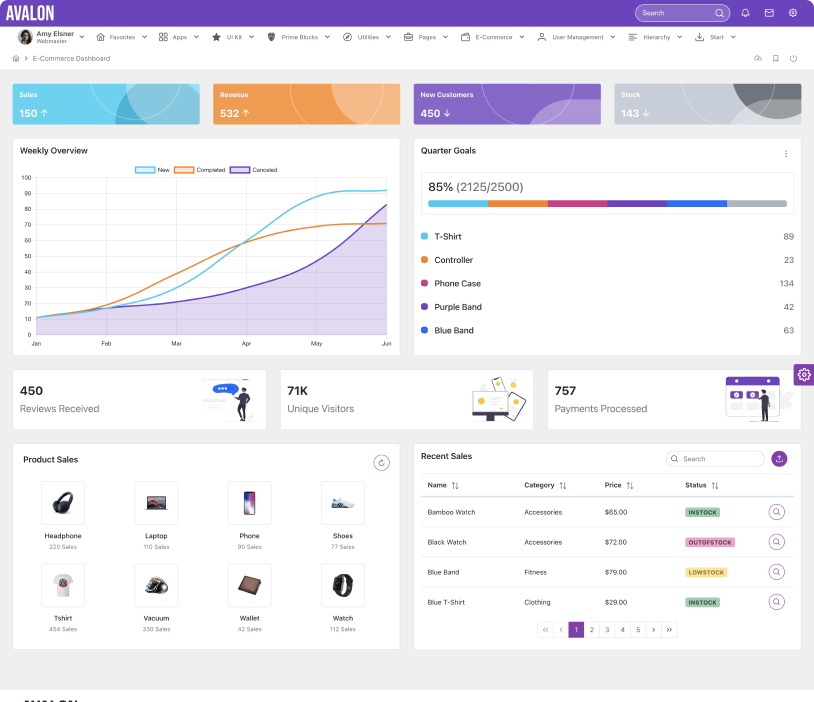 AVALON
Search
Amy Elsner
Webmaster
Favorites
Apps
UI Kit
Prime Blocks
Utilities
Pages
E-Commerce
User Management
Hierarchy
Start
E-Commerce Dashboard
Sales
150
Revenue
532
New Customers
450
Stock
143
Weekly Overview
New
Completed
Canceled
100
90
80
70
60
50
40
30
20
10
0
Jan
Feb
Mar
Apr
May
Jun
Quarter Goals
85% (2125/2500)
T-Shirt 89
Controller 23
Phone Case 134
Purple Band 42
Blue Band 63
450
Reviews Received
71K
Unique Visitors
757
Payments Processed
Product Sales
Headphone
220 Sales
Laptop
110 Sales
Phone
90 Sales
Shoes
77 Sales
Tshirt
454 Sales
Vacuum
330 Sales
Wallet
42 Sales
Watch
112 Sales
Recent Sales
Search
Name Category Price Status
Bamboo Watch Accessories $65.00 INSTOCK
Black Watch Accessories $72.00 OUTOFSTOCK
Blue Band Fitness $79.00 LOWSTOCK
Blue T-Shirt Clothing $29.00 INSTOCK
« ‹ 1 2 3 4 5 › »
AVALON